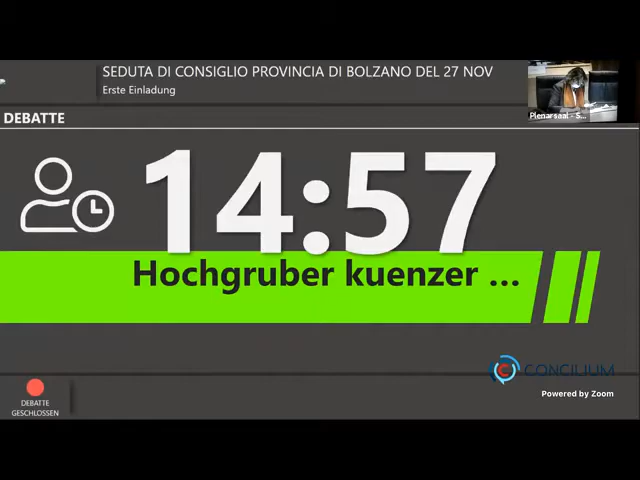 SEDUTA DI CONSIGLIO PROVINCIA DI BOLZANO DEL 27 NOV
Erste Einladung
Plenarsaal - S...
DEBATTE
14:57
Hochgruber kuenzer ...
CONCILIUM
Powered by Zoom
DEBATTE
GESCHLOSSEN